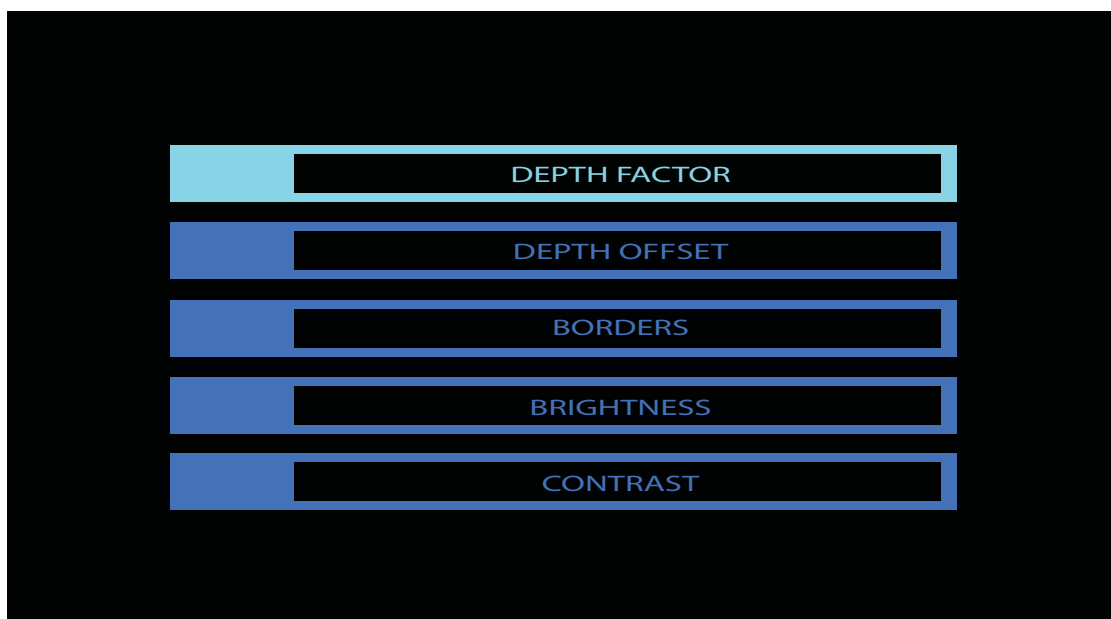 DEPTH FACTOR
DEPTH OFFSET
BORDERS
BRIGHTNESS
CONTRAST